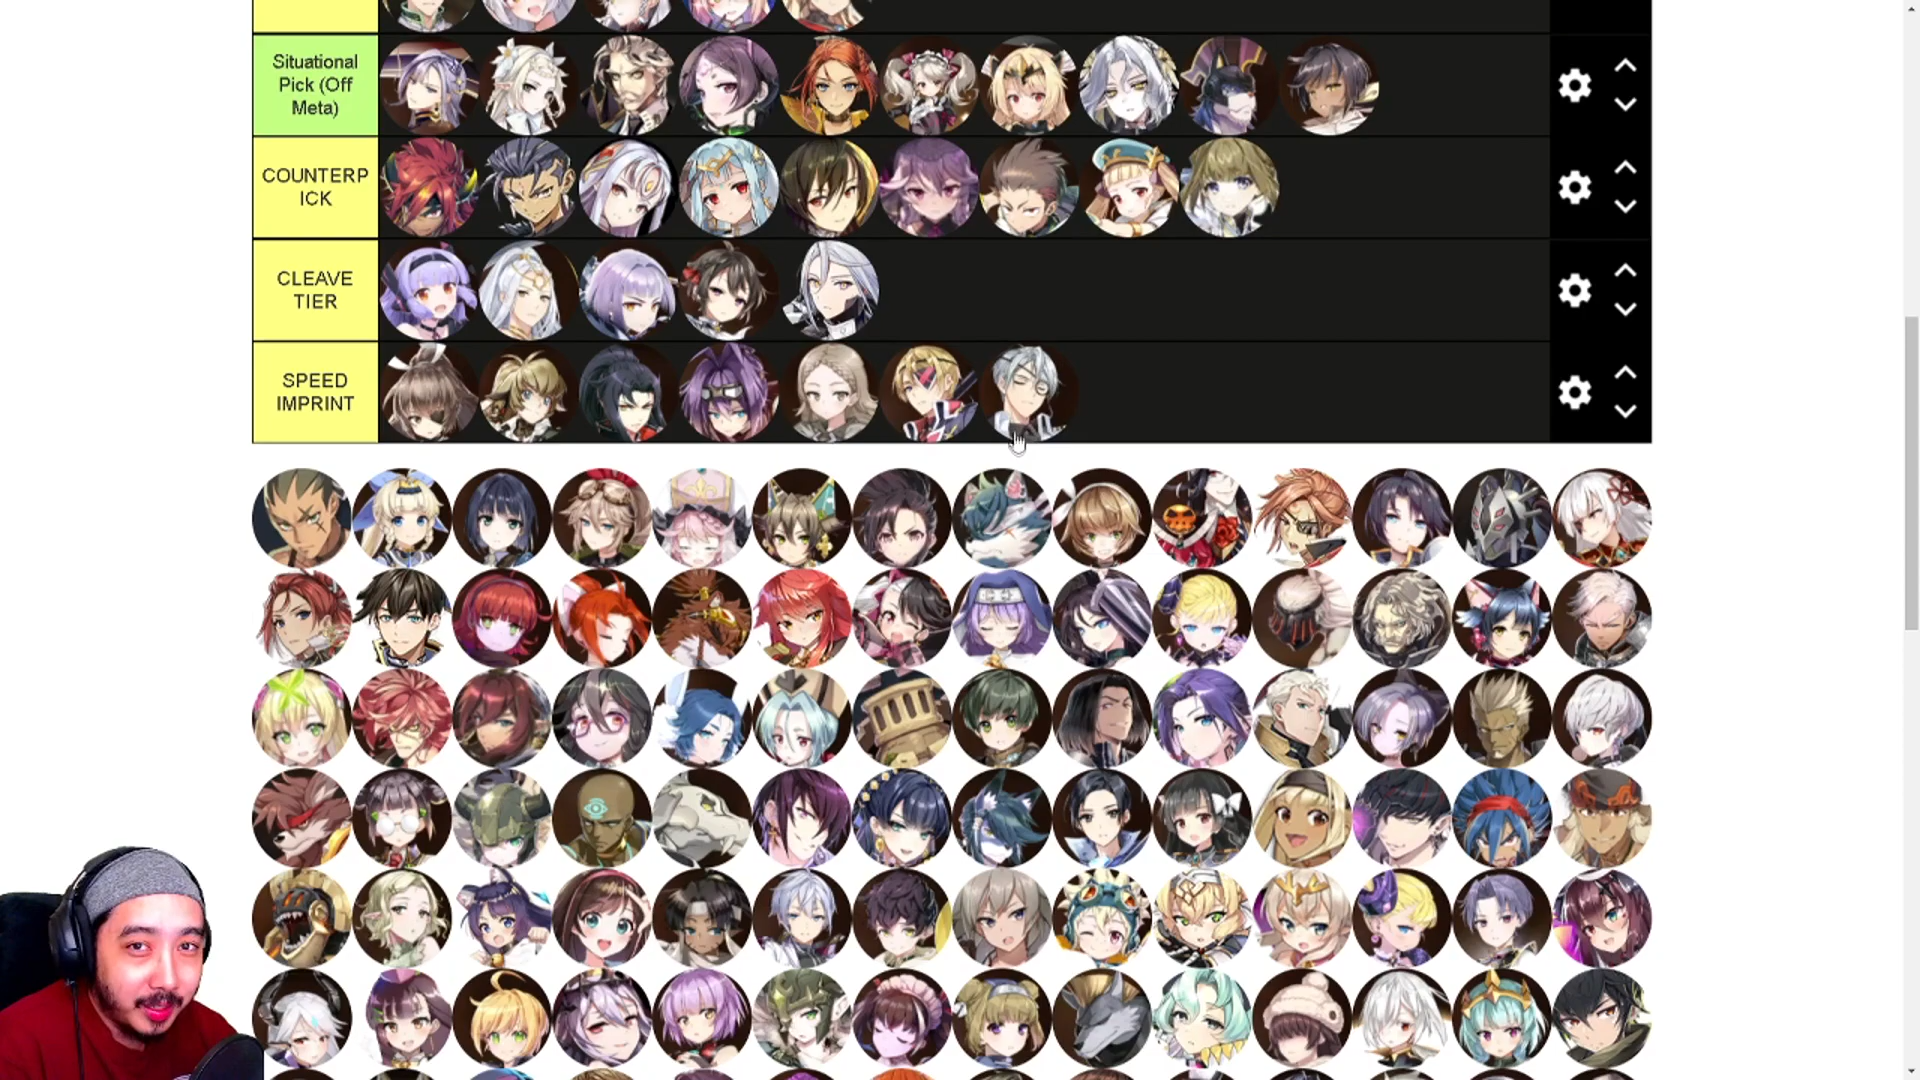 Situational
Pick (Off
Meta)
COUNTERP
ICK
CLEAVE
TIER
SPEED
IMPRINT